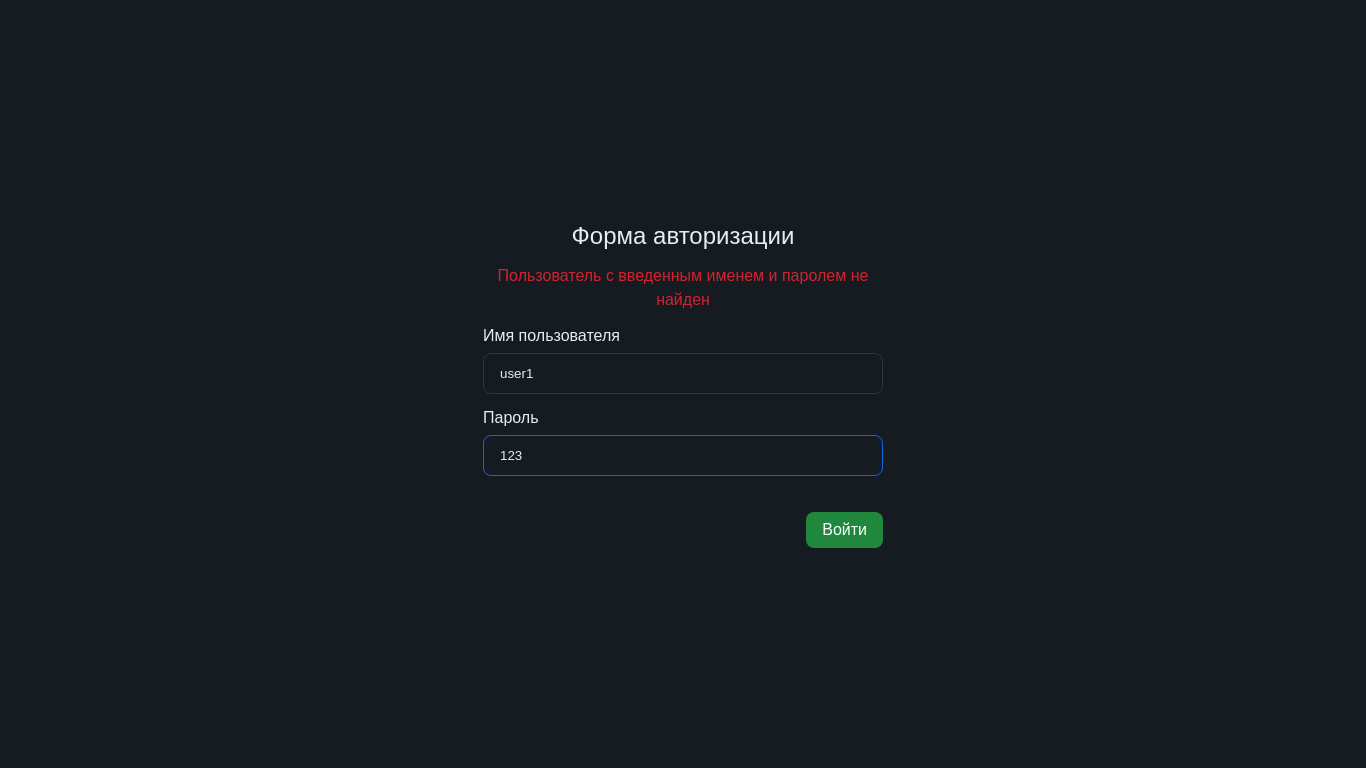 Форма авторизации
Пользователь с введенным именем и паролем не
найден
Имя пользователя
user1
Пароль
123
Войти